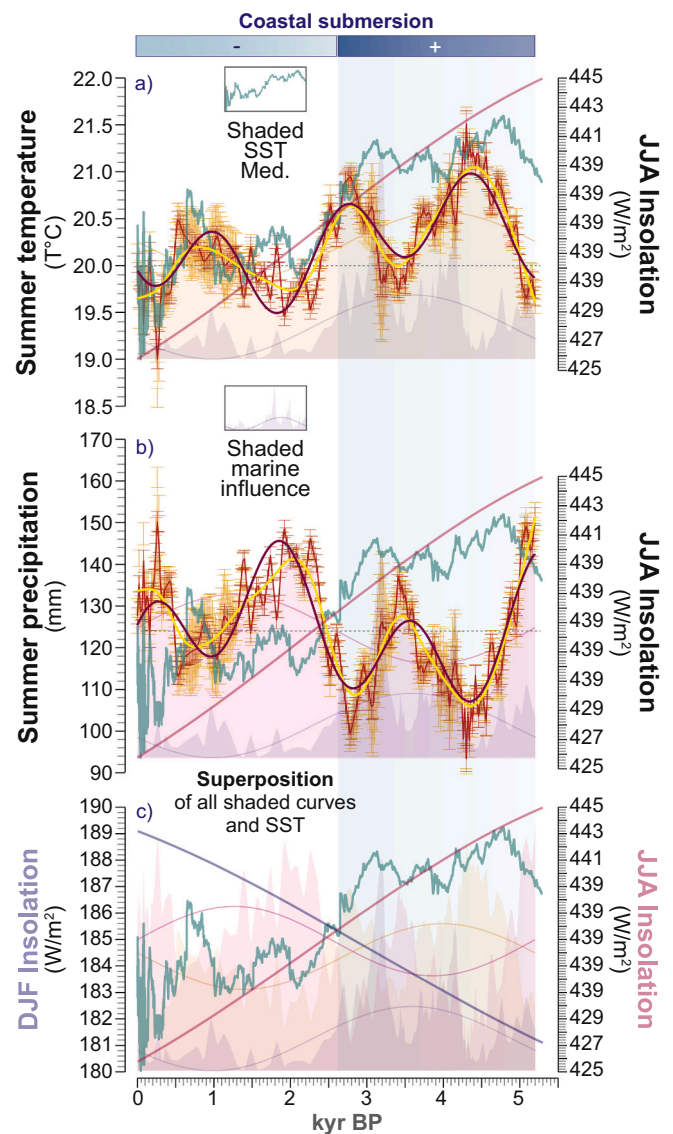 Coastal submersion
- +
a)
Shaded
SST
Med.
Summer temperature
(T°C)
22.0
21.5
21.0
20.5
20.0
19.5
19.0
18.5
445
443
441
439
439
439
439
439
429
427
425
JJA Insolation
(W/m²)
b)
Shaded
marine
influence
Summer precipitation
(mm)
170
160
150
140
130
120
110
100
90
445
443
441
439
439
439
439
439
429
427
425
JJA Insolation
(W/m²)
c)
Superposition
of all shaded curves
and SST
DJF Insolation
(W/m²)
190
189
188
187
186
185
184
183
182
181
180
445
443
441
439
439
439
439
439
429
427
425
JJA Insolation
(W/m²)
0 1 2 3 4 5
kyr BP